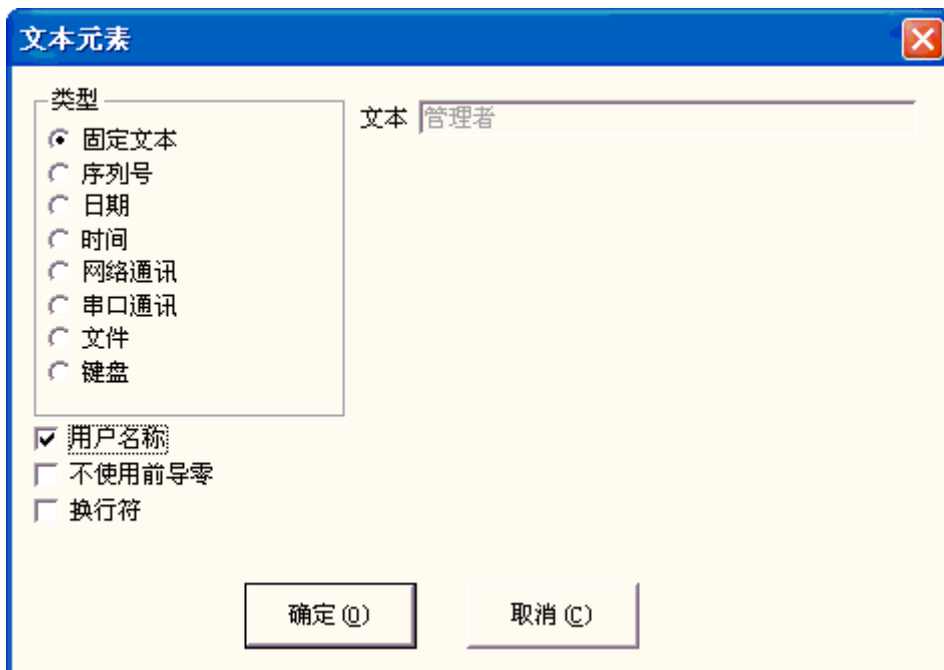 文本元素
类型
固定文本
序列号
日期
时间
网络通讯
串口通讯
文件
键盘
文本 管理者
用户名称
不使用前导零
换行符
确定(O) 取消(C)